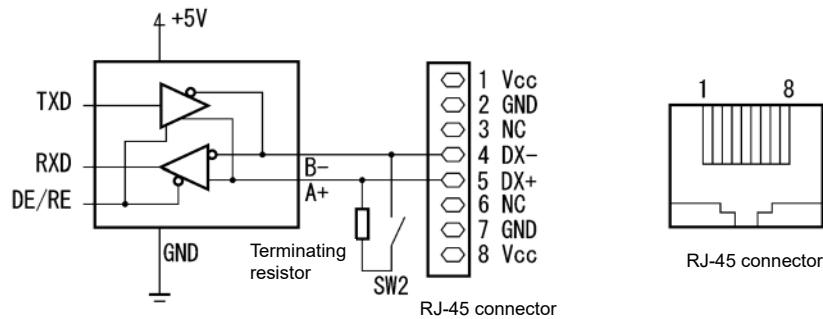 +5V
TXD
RXD
DE/RE
GND
B-
A+
Terminating
resistor
SW2
1 Vcc
2 GND
3 NC
4 DX-
5 DX+
6 NC
7 GND
8 Vcc
RJ-45 connector
1 8
RJ-45 connector